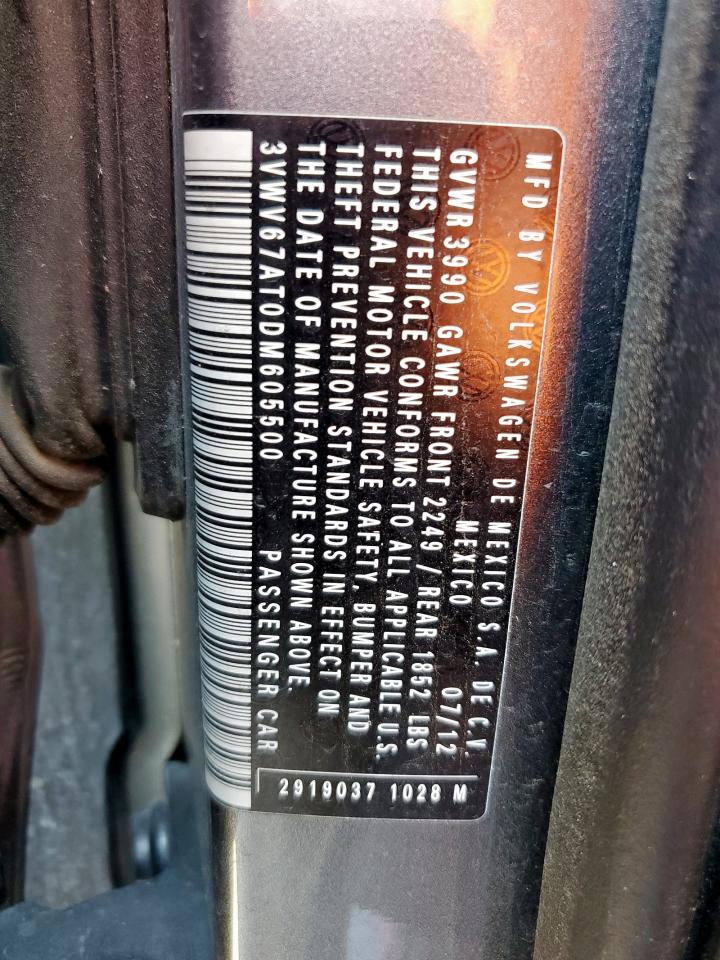 MFD BY VOLKSWAGEN DE MEXICO S.A. DE C.V.
MEXICO 07/12
GVWR 3990 GAWR FRONT 2249 / REAR 1852 LBS
THIS VEHICLE CONFORMS TO ALL APPLICABLE U.S.
FEDERAL MOTOR VEHICLE SAFETY, BUMPER AND
THEFT PREVENTION STANDARDS IN EFFECT ON
THE DATE OF MANUFACTURE SHOWN ABOVE.
3VWV67AT0DM605500 PASSENGER CAR
2919037 1028 M